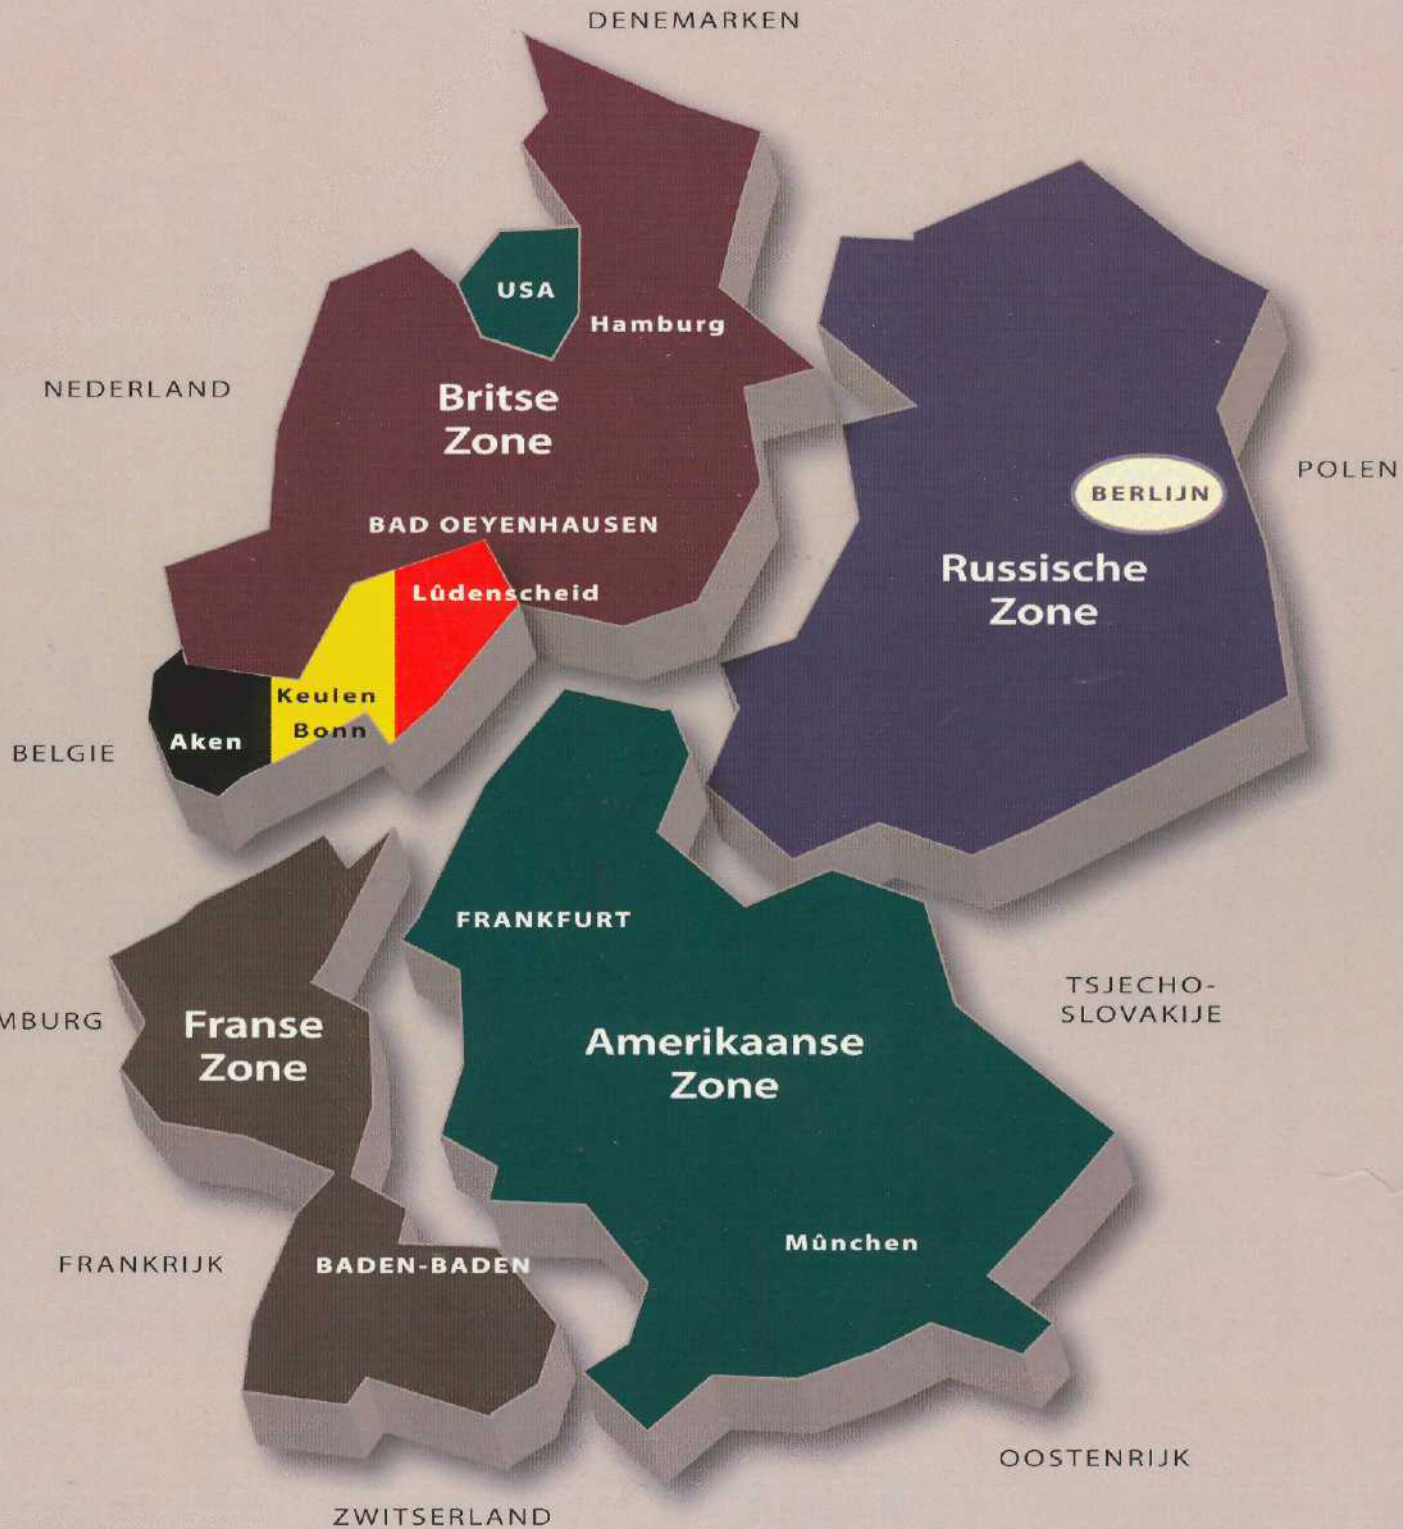 DENEMARKEN
USA
Hamburg
NEDERLAND
Britse
Zone
POLEN
BERLIJN
BAD OEYENHAUSEN
Russische
Zone
Lûdenscheid
Keulen
Bonn
Aken
BELGIE
FRANKFURT
TSJECHO-
SLOVAKIJE
MBURG
Franse
Zone
Amerikaanse
Zone
Mûnchen
FRANKRIJK
BADEN-BADEN
OOSTENRIJK
ZWITSERLAND